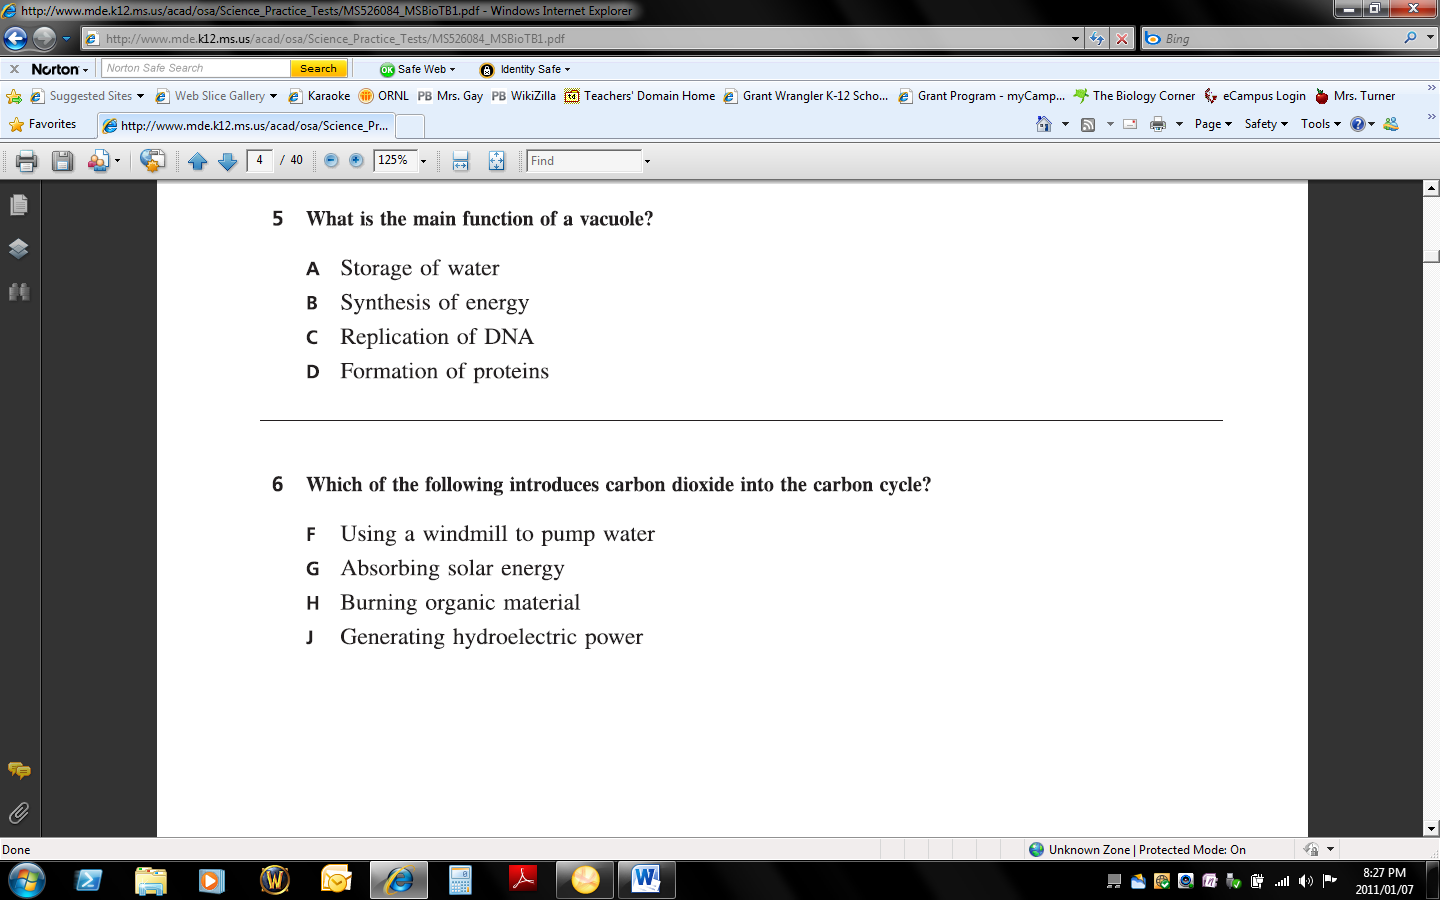 http://www.mde.k12.ms.us/acad/osa/Science_Practice_Tests/MS526084_MSBioTB1.pdf - Windows Internet Explorer
http://www.mde.k12.ms.us/acad/osa/Science_Practice_Tests/MS526084_MSBioTB1.pdf
Bing
x Norton
Norton Safe Search
Search
OK Safe Web
Identity Safe
Suggested Sites
Web Slice Gallery
Karaoke
ORNL
PB Mrs. Gay
PB WikiZilla
td Teachers' Domain Home
Grant Wrangler K-12 Scho...
Grant Program - myCamp...
The Biology Corner
eCampus Login
Mrs. Turner
Favorites
http://www.mde.k12.ms.us/acad/osa/Science_Pr...
Page
Safety
Tools
4 / 40
125%
Find
5 What is the main function of a vacuole?
A Storage of water
B Synthesis of energy
C Replication of DNA
D Formation of proteins
6 Which of the following introduces carbon dioxide into the carbon cycle?
F Using a windmill to pump water
G Absorbing solar energy
H Burning organic material
J Generating hydroelectric power
Done
Unknown Zone | Protected Mode: On
8:27 PM
2011/01/07